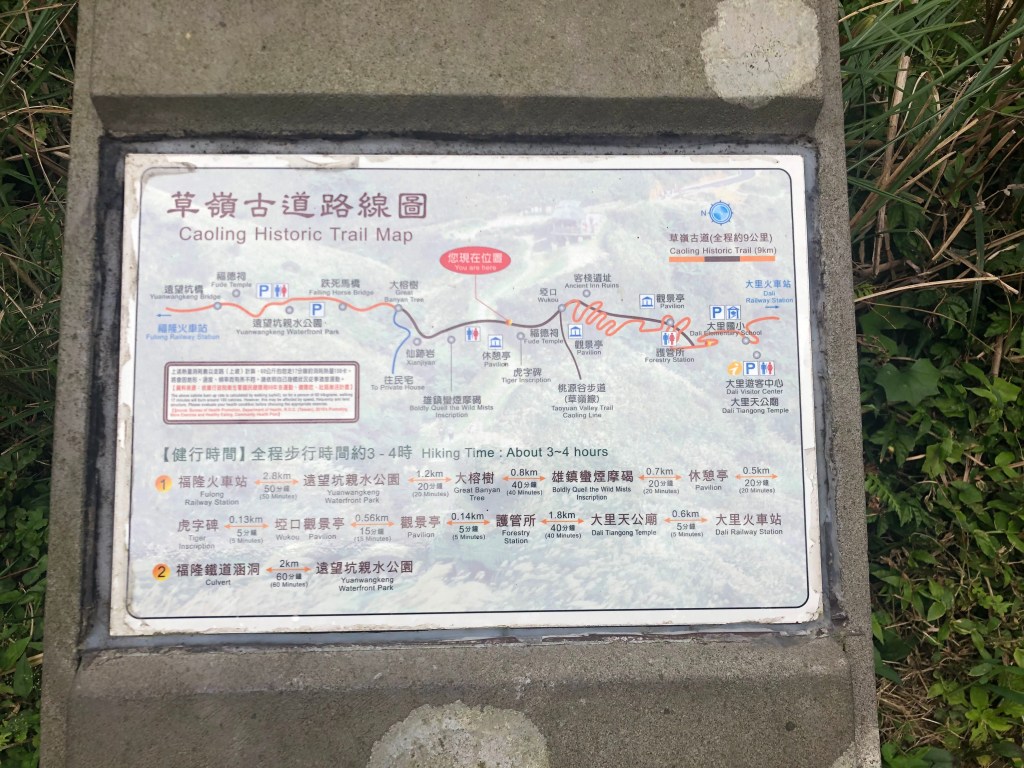 草嶺古道路線圖
Caoling Historic Trail Map
N
草嶺古道(全程約9公里)
Caoling Historic Trail (9km)
您現在位置
You are here
遠望坑橋
Yuanwangkeng Bridge
福德祠
Fude Temple
P
跌死馬橋
Falling Horse Bridge
大榕樹
Great
Banyan Tree
客棧遺址
Ancient Inn Ruins
啞口
Wukou
觀景亭
Pavilion
大里火車站
Dali
Railway Station
福隆火車站
Fulong Railway Station
遠望坑親水公園
Yuanwangkeng Waterfront Park
P
仙跡岩
Xianjiyan
往民宅
To Private House
雄鎮蠻煙摩碣
Boldly Quell the Wild Mists
Inscription
休憩亭
Pavilion
虎字碑
Tiger Inscription
福德祠
Fude Temple
觀景亭
Pavilion
桃源谷步道
(草嶺線)
Taoyuan Valley Trail
Caoling Line
護管所
Forestry Station
P
大里國小
Dali Elementary School
P
大里遊客中心
Dali Visitor Center
大里天公廟
Dali Tiangong Temple
【健行時間】全程步行時間約3 - 4時 Hiking Time : About 3~4 hours
1 福隆火車站 2.8km 遠望坑親水公園 1.2km 大榕樹 0.8km 雄鎮蠻煙摩碣 0.7km 休憩亭 0.5km
Fulong Railway Station 50分鐘 (50 Minutes) Yuanwangkeng Waterfront Park 20分鐘 (20 Minutes) Great Banyan Tree 40分鐘 (40 Minutes) Boldly Quell the Wild Mists Inscription 20分鐘 (20 Minutes) Pavilion 20分鐘 (20 Minutes)
虎字碑 0.13km 啞口 觀景亭 0.56km 觀景亭 0.14km 護管所 1.8km 大里天公廟 0.6km 大里火車站
Tiger Inscription 5分鐘 (5 Minutes) Wukou Pavilion 15分鐘 (15 Minutes) Pavilion 5分鐘 (5 Minutes) Forestry Station 40分鐘 (40 Minutes) Dali Tiangong Temple 5分鐘 (5 Minutes) Dali Railway Station
2 福隆鐵道涵洞 2km 遠望坑親水公園
Culvert 60分鐘 Yuanwangkeng Waterfront Park